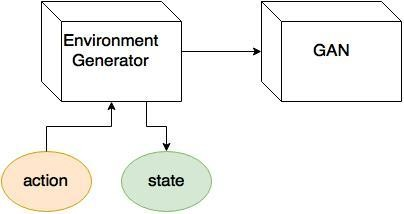 Environment
Generator
GAN
action
state